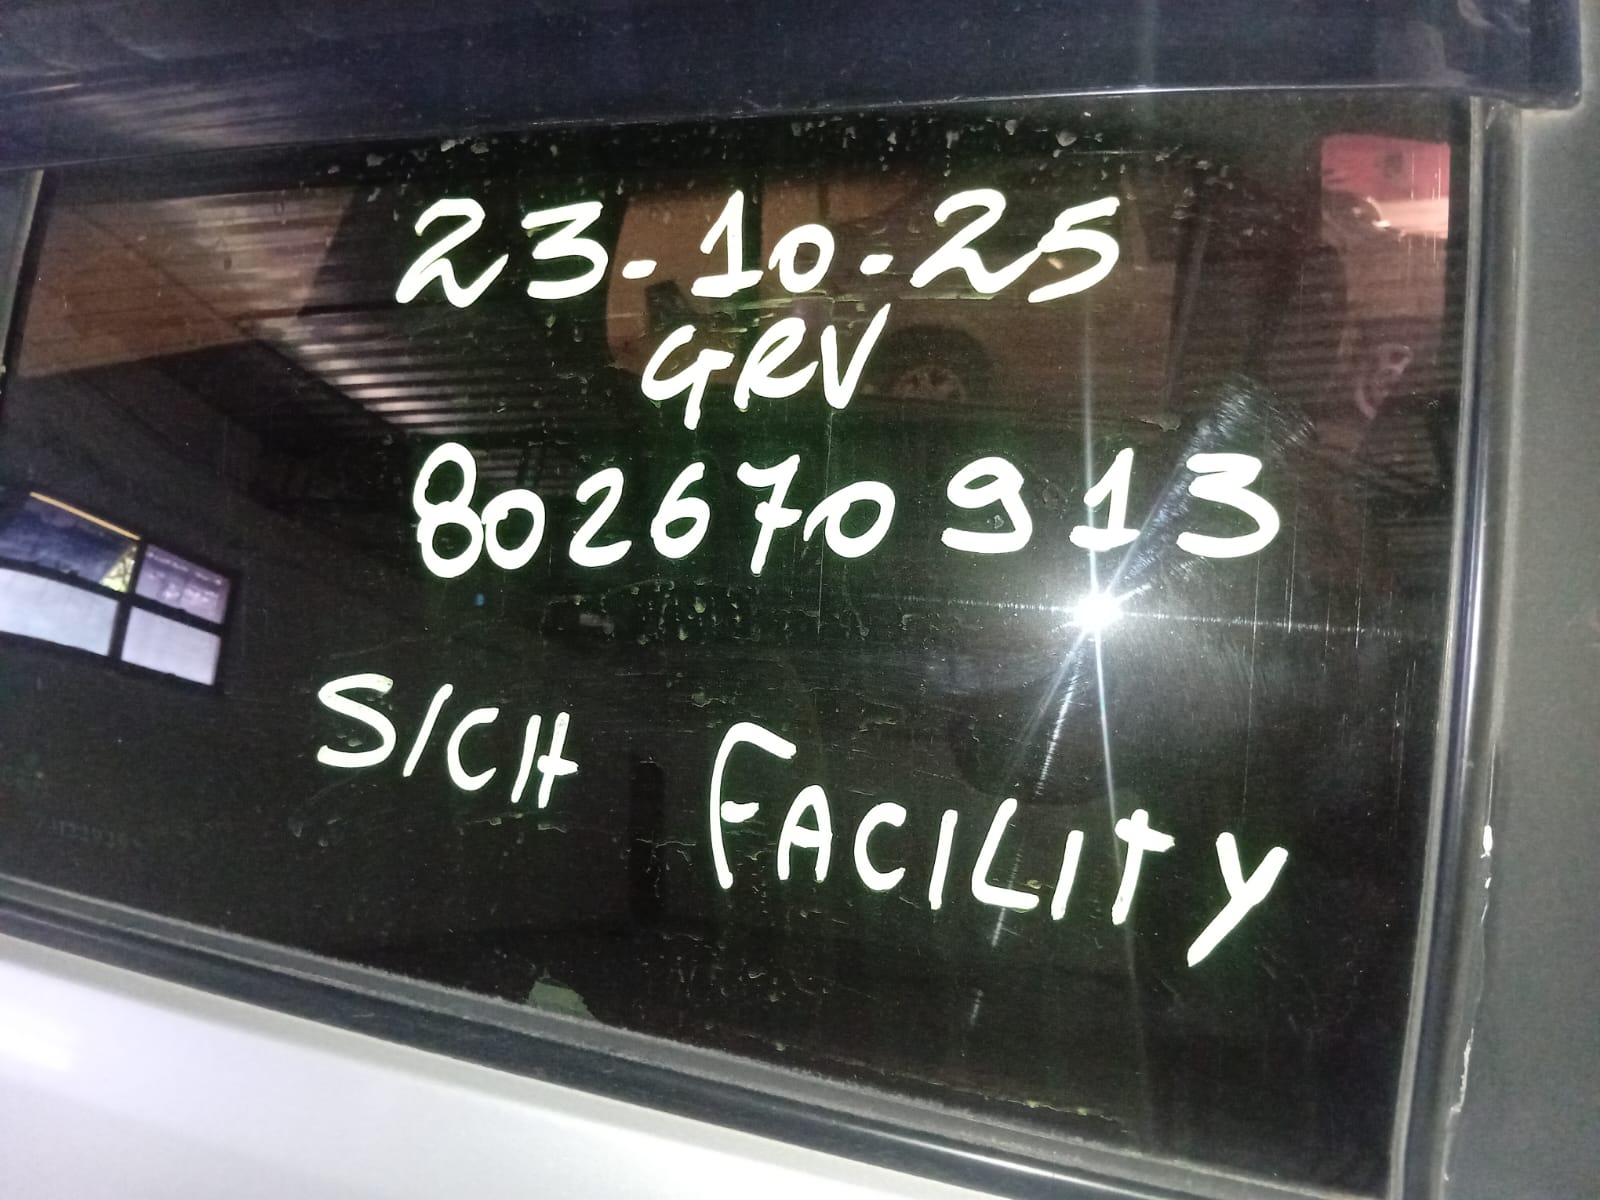 23.10.25
GRV
802670913
S/CH FACILITY